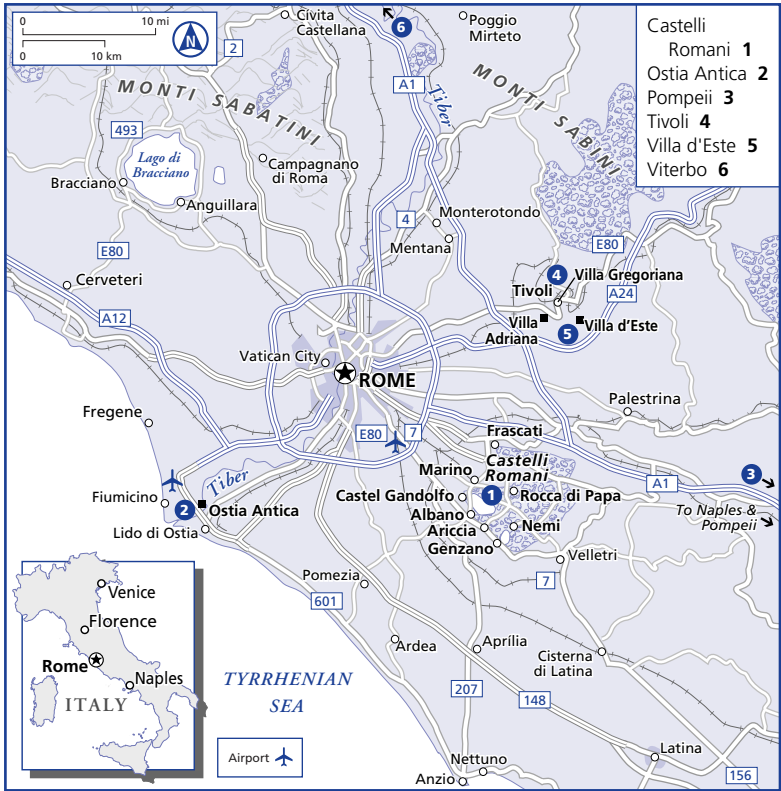 0 10 mi
0 10 km
N
Civita
Castellana
6
Poggio
Mirteto
Castelli
Romani 1
Ostia Antica 2
Pompeii 3
Tivoli 4
Villa d'Este 5
Viterbo 6
2
A1
Tiber
MONTI SABATINI
MONTI SABINI
493
Lago di
Bracciano
Campagnano
di Roma
Bracciano
Anguillara
4
Monterotondo
Mentana
E80
E80
4
Villa Gregoriana
Tivoli
A24
Cerveteri
A12
Villa
Adriana
5
Villa d’Este
Vatican City
ROME
Palestrina
Fregene
E80
7
Frascati
Castelli
Romani
Marino
3
A1
Tiber
Fiumicino
2
Ostia Antica
Castel Gandolfo
1
Rocca di Papa
To Naples &
Pompeii
Albano
Ariccia
Nemi
Genzano
Lido di Ostia
Velletri
7
Pomezia
601
Venice
Florence
Rome
Naples
ITALY
Ardea
Aprília
Cisterna
di Latina
TYRRHENIAN
SEA
207
148
Airport
Latina
Nettuno
Anzio
156